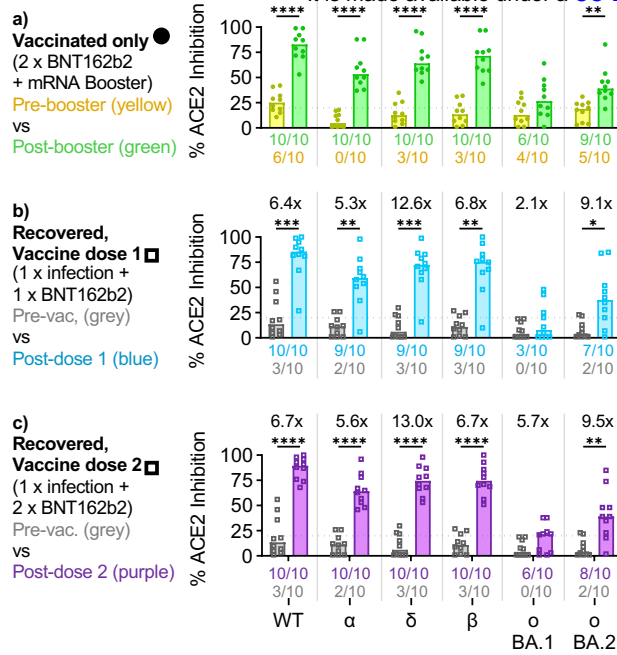 It is made available under a
a)
Vaccinated only
(2 x BNT162b2
+ mRNA Booster)
Pre-booster (yellow)
vs
Post-booster (green)
% ACE2 Inhibition
100
75
50
25
0
**** **** **** **** **
10/10 10/10 10/10 10/10 6/10 9/10
6/10 0/10 3/10 3/10 4/10 5/10
b)
Recovered,
Vaccine dose 1
(1 x infection +
1 x BNT162b2)
Pre-vac, (grey)
vs
Post-dose 1 (blue)
% ACE2 Inhibition
100
75
50
25
0
6.4x 5.3x 12.6x 6.8x 2.1x 9.1x
*** ** *** ** *
10/10 9/10 9/10 9/10 3/10 7/10
3/10 2/10 3/10 3/10 0/10 2/10
c)
Recovered,
Vaccine dose 2
(1 x infection +
2 x BNT162b2)
Pre-vac. (grey)
vs
Post-dose 2 (purple)
% ACE2 Inhibition
100
75
50
25
0
6.7x 5.6x 13.0x 6.7x 5.7x 9.5x
**** **** **** **** **
10/10 10/10 10/10 10/10 6/10 8/10
3/10 2/10 3/10 3/10 0/10 2/10
WT α δ β o o
BA.1 BA.2